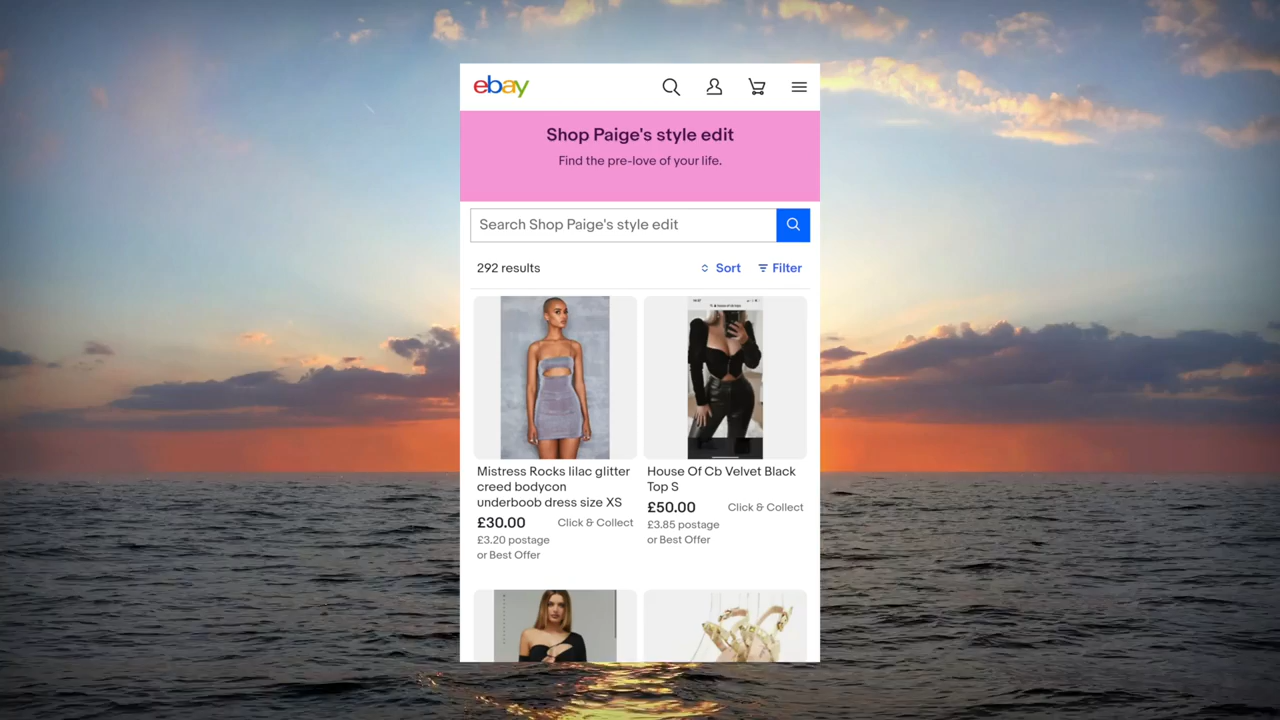 ebay
Shop Paige's style edit
Find the pre-love of your life.
Search Shop Paige's style edit
292 results
Sort
Filter
Mistress Rocks lilac glitter
creed bodycon
underboob dress size XS
£30.00
Click & Collect
£3.20 postage
or Best Offer
House Of Cb Velvet Black
Top S
£50.00
Click & Collect
£3.85 postage
or Best Offer